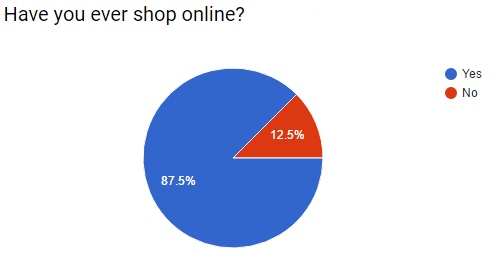 Have you ever shop online?
Yes
No
12.5%
87.5%